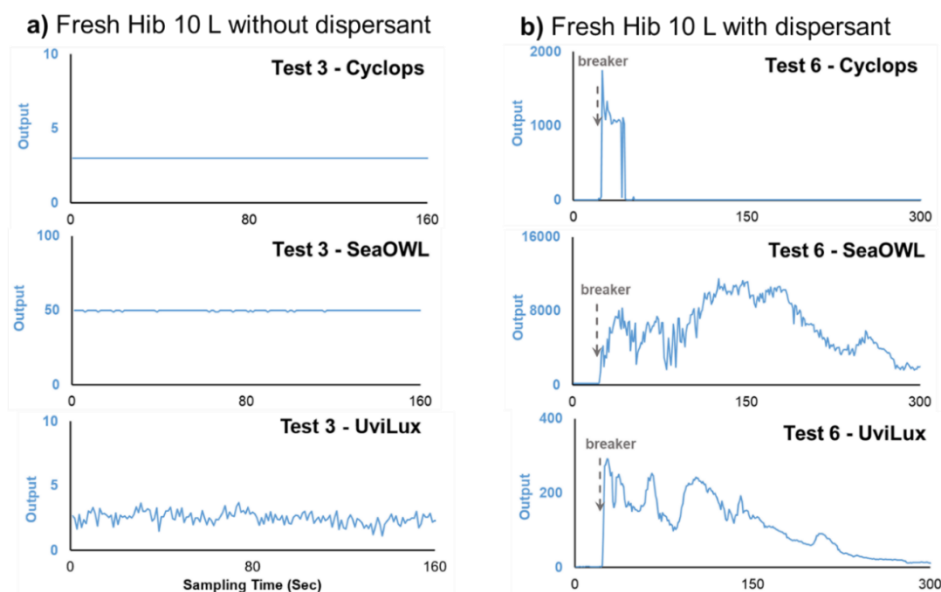 a) Fresh Hib 10 L without dispersant
10
Test 3 - Cyclops
Output
5
0
0
80
160
100
Test 3 - SeaOWL
Output
50
0
0
80
160
10
Test 3 - UviLux
Output
5
0
0
80
160
Sampling Time (Sec)
b) Fresh Hib 10 L with dispersant
2000
breaker
Test 6 - Cyclops
Output
1000
0
0
150
300
16000
Test 6 - SeaOWL
breaker
Output
8000
0
0
150
300
400
Test 6 - UviLux
breaker
Output
200
0
0
150
300